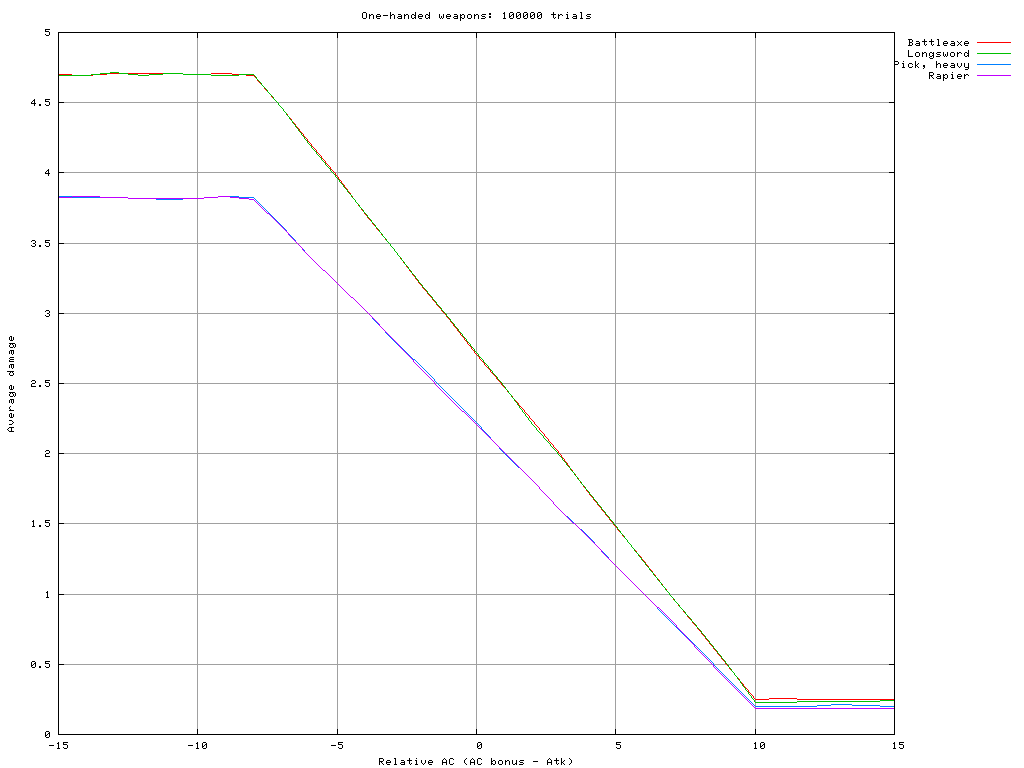 One-handed weapons: 100000 trials
Battleaxe
Longsword
Pick, heavy
Rapier
5
4.5
4
3.5
3
2.5
2
1.5
1
0.5
0
Average damage
-15 -10 -5 0 5 10 15
Relative AC (AC bonus - Atk)